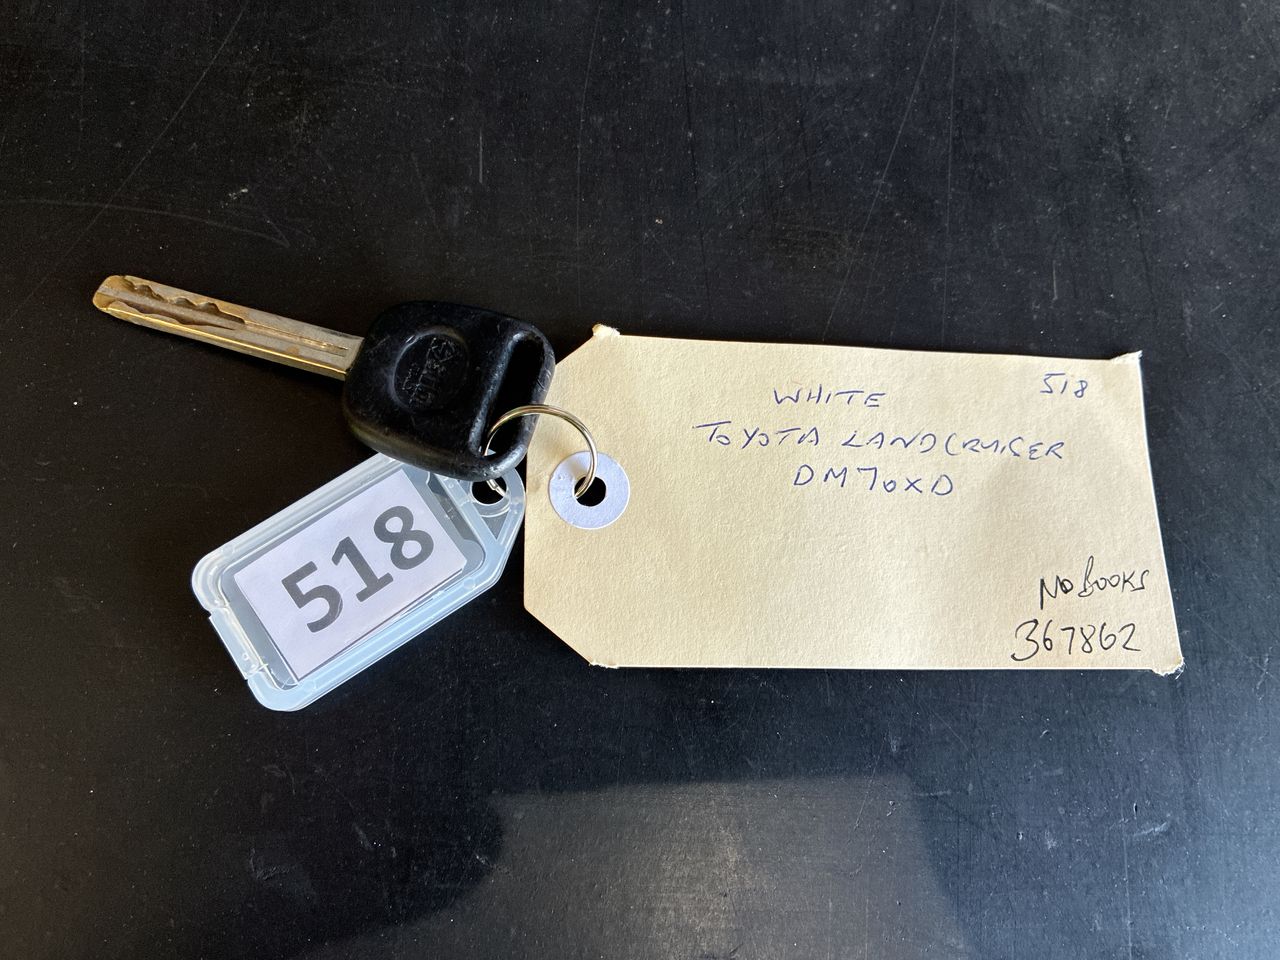 518
WHITE
TOYOTA LANDCRUISER
DM70XD
NO BOOKS
367862
518